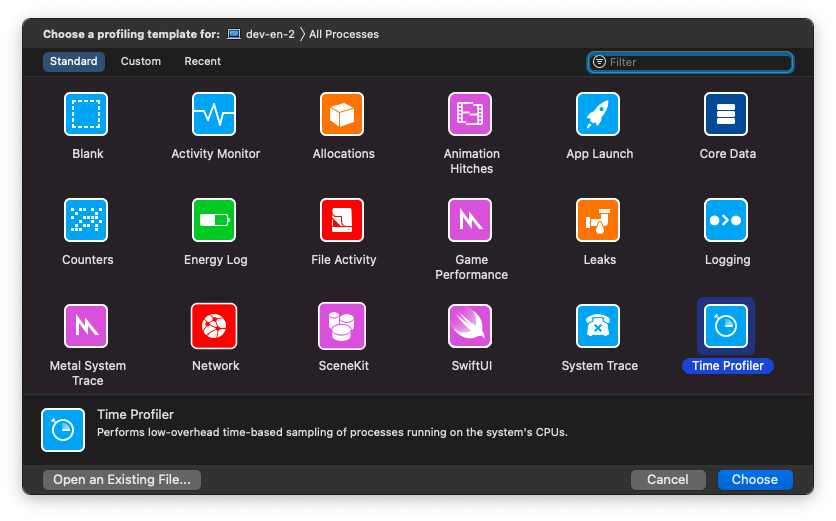 Choose a profiling template for: dev-en-2 〉All Processes
Standard Custom Recent Filter
Blank Activity Monitor Allocations Animation Hitches App Launch Core Data
Counters Energy Log File Activity Game Performance Leaks Logging
Metal System Trace Network SceneKit SwiftUI System Trace Time Profiler
Time Profiler
Performs low-overhead time-based sampling of processes running on the system's CPUs.
Open an Existing File... Cancel Choose